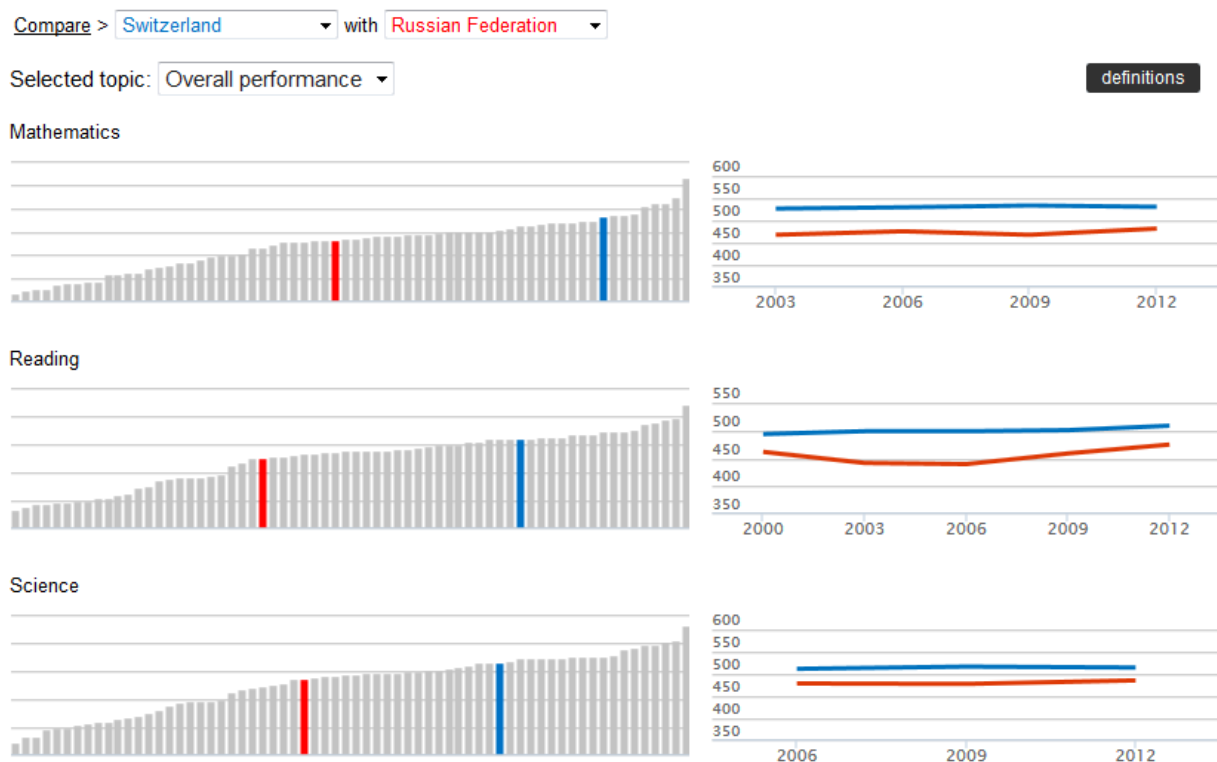 Compare > Switzerland with Russian Federation
Selected topic: Overall performance
definitions
Mathematics
600
550
500
450
400
350
2003 2006 2009 2012
Reading
550
500
450
400
350
2000 2003 2006 2009 2012
Science
600
550
500
450
400
350
2006 2009 2012